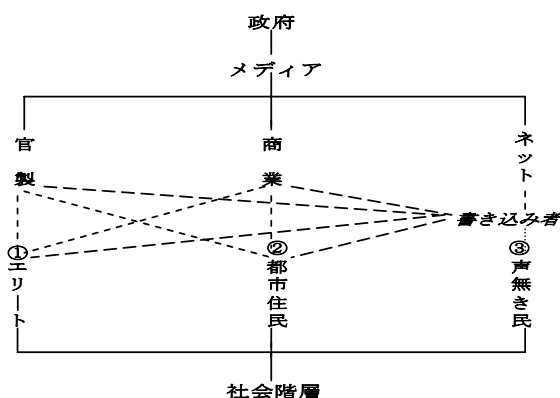 政府
メディア
官製
商業
ネット
書き込み者
①エリート
②都市住民
③声無き民
社会階層